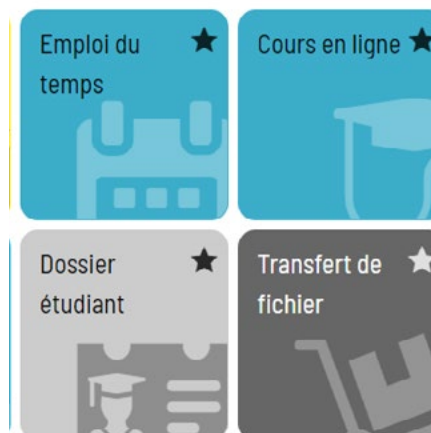 Emploi du
temps
Cours en ligne
Dossier
étudiant
Transfert de
fichier